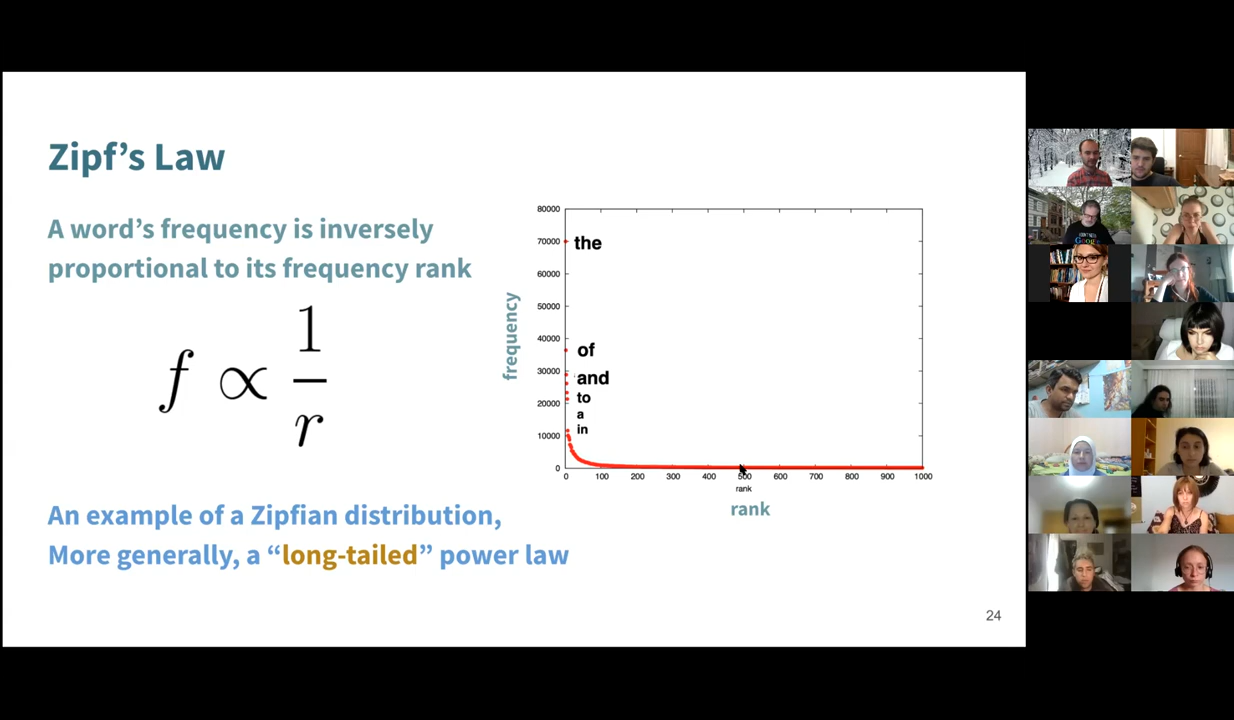 Zipf’s Law
A word’s frequency is inversely
proportional to its frequency rank
f ∝ 1/r
An example of a Zipfian distribution,
More generally, a “long-tailed” power law
frequency
80000
70000
60000
50000
40000
30000
20000
10000
0
the
of
and
to
a
in
0 100 200 300 400 500 600 700 800 900 1000
rank
rank
24
Google